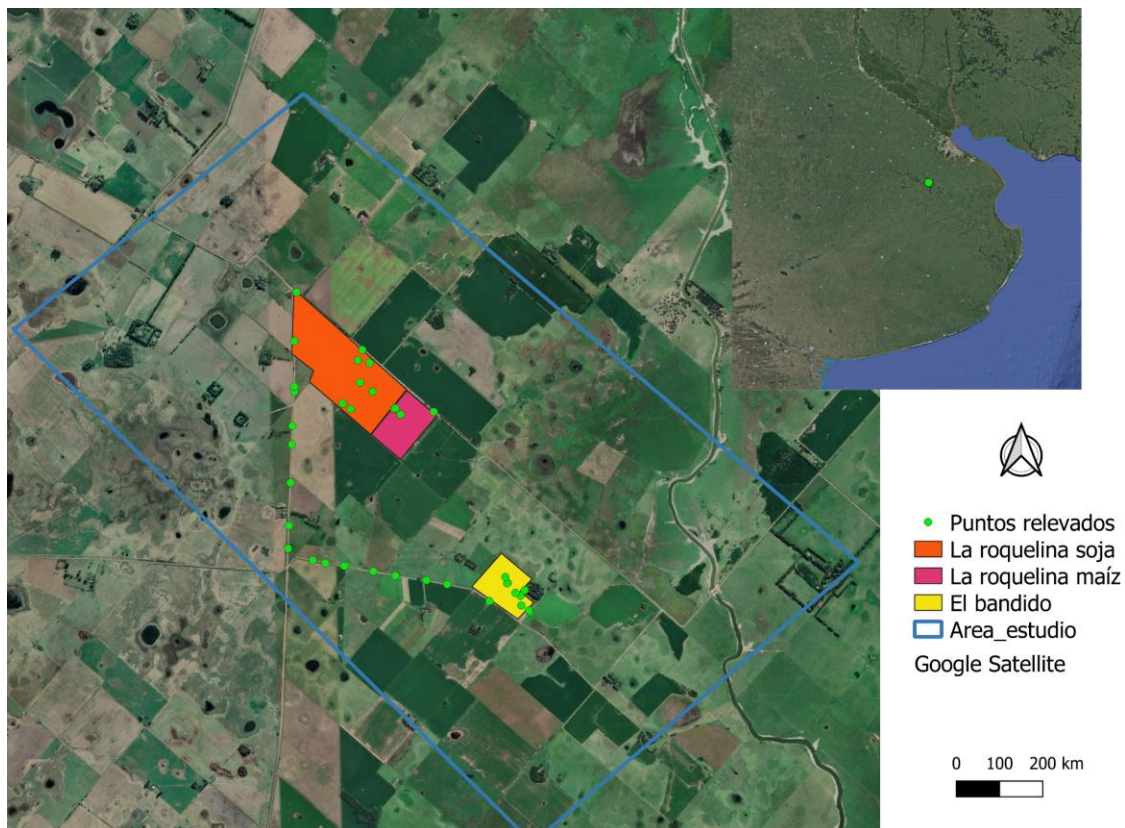 Puntos relevados
La roquelina soja
La roquelina maíz
El bandido
Area_estudio
Google Satellite
0 100 200 km